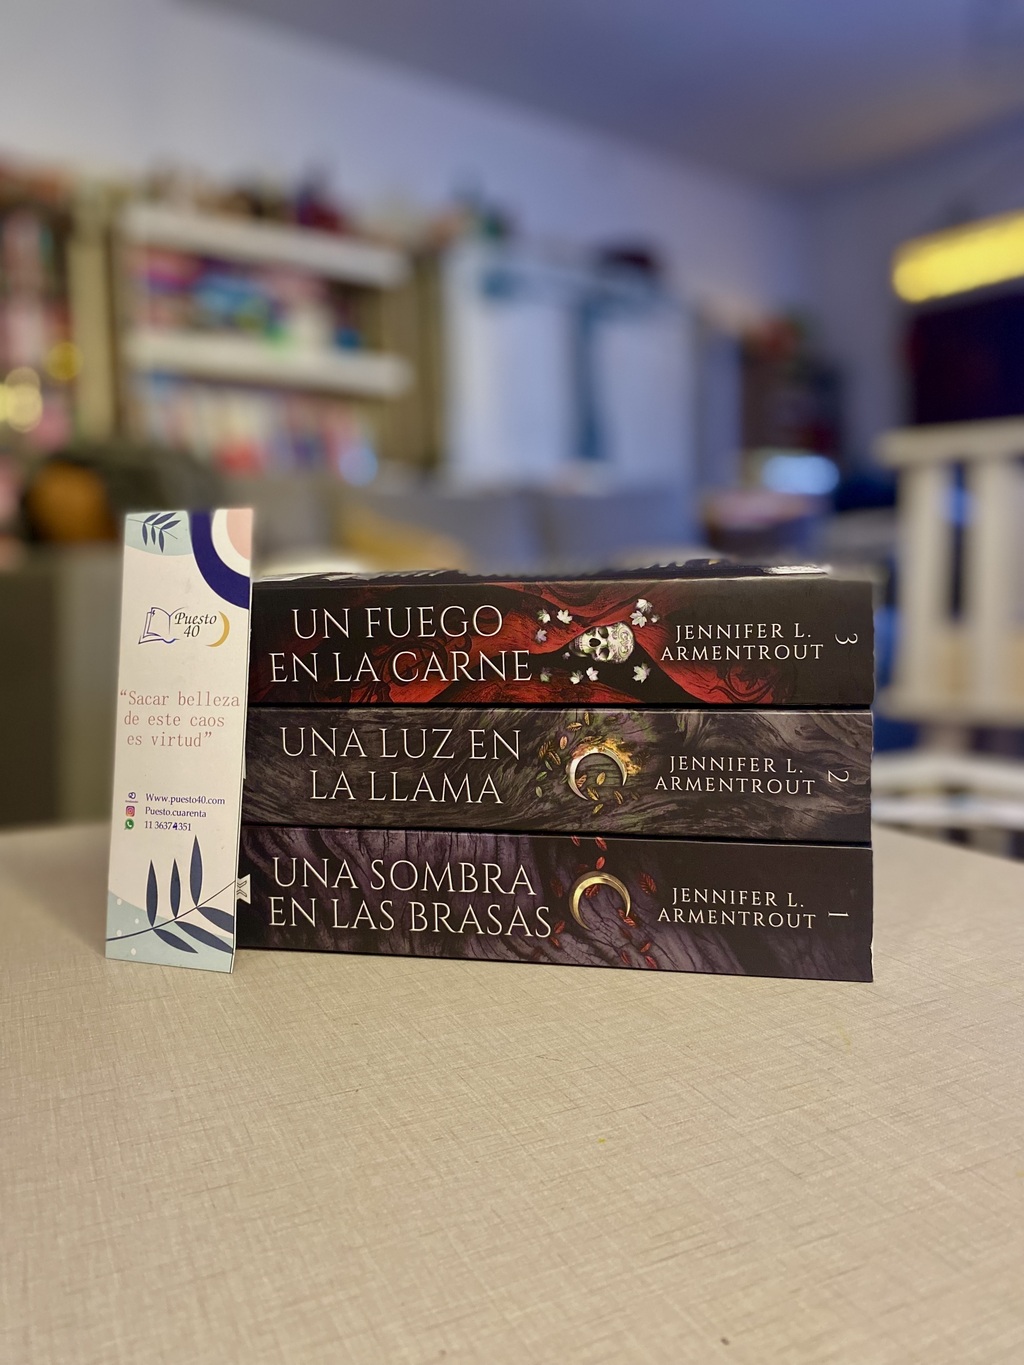 Puesto
40
“Sacar belleza
de este caos
es virtud”
Www.puesto40.com
Puesto.cuarenta
11 36374351
UN FUEGO
EN LA CARNE
JENNIFER L.
ARMENTROUT
3
UNA LUZ EN
LA LLAMA
JENNIFER L.
ARMENTROUT
2
UNA SOMBRA
EN LAS BRASAS
JENNIFER L.
ARMENTROUT
1